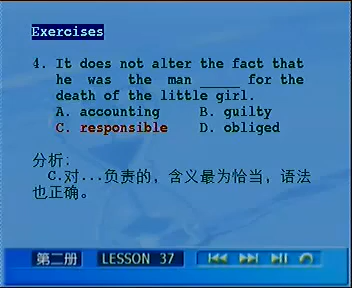 Exercises
4. It does not alter the fact that
he was the man _____ for the
death of the little girl.
A. accounting B. guilty
C. responsible D. obliged
分析:
C.对...负责的,含义最为恰当,语法
也正确。
第二册 LESSON 37